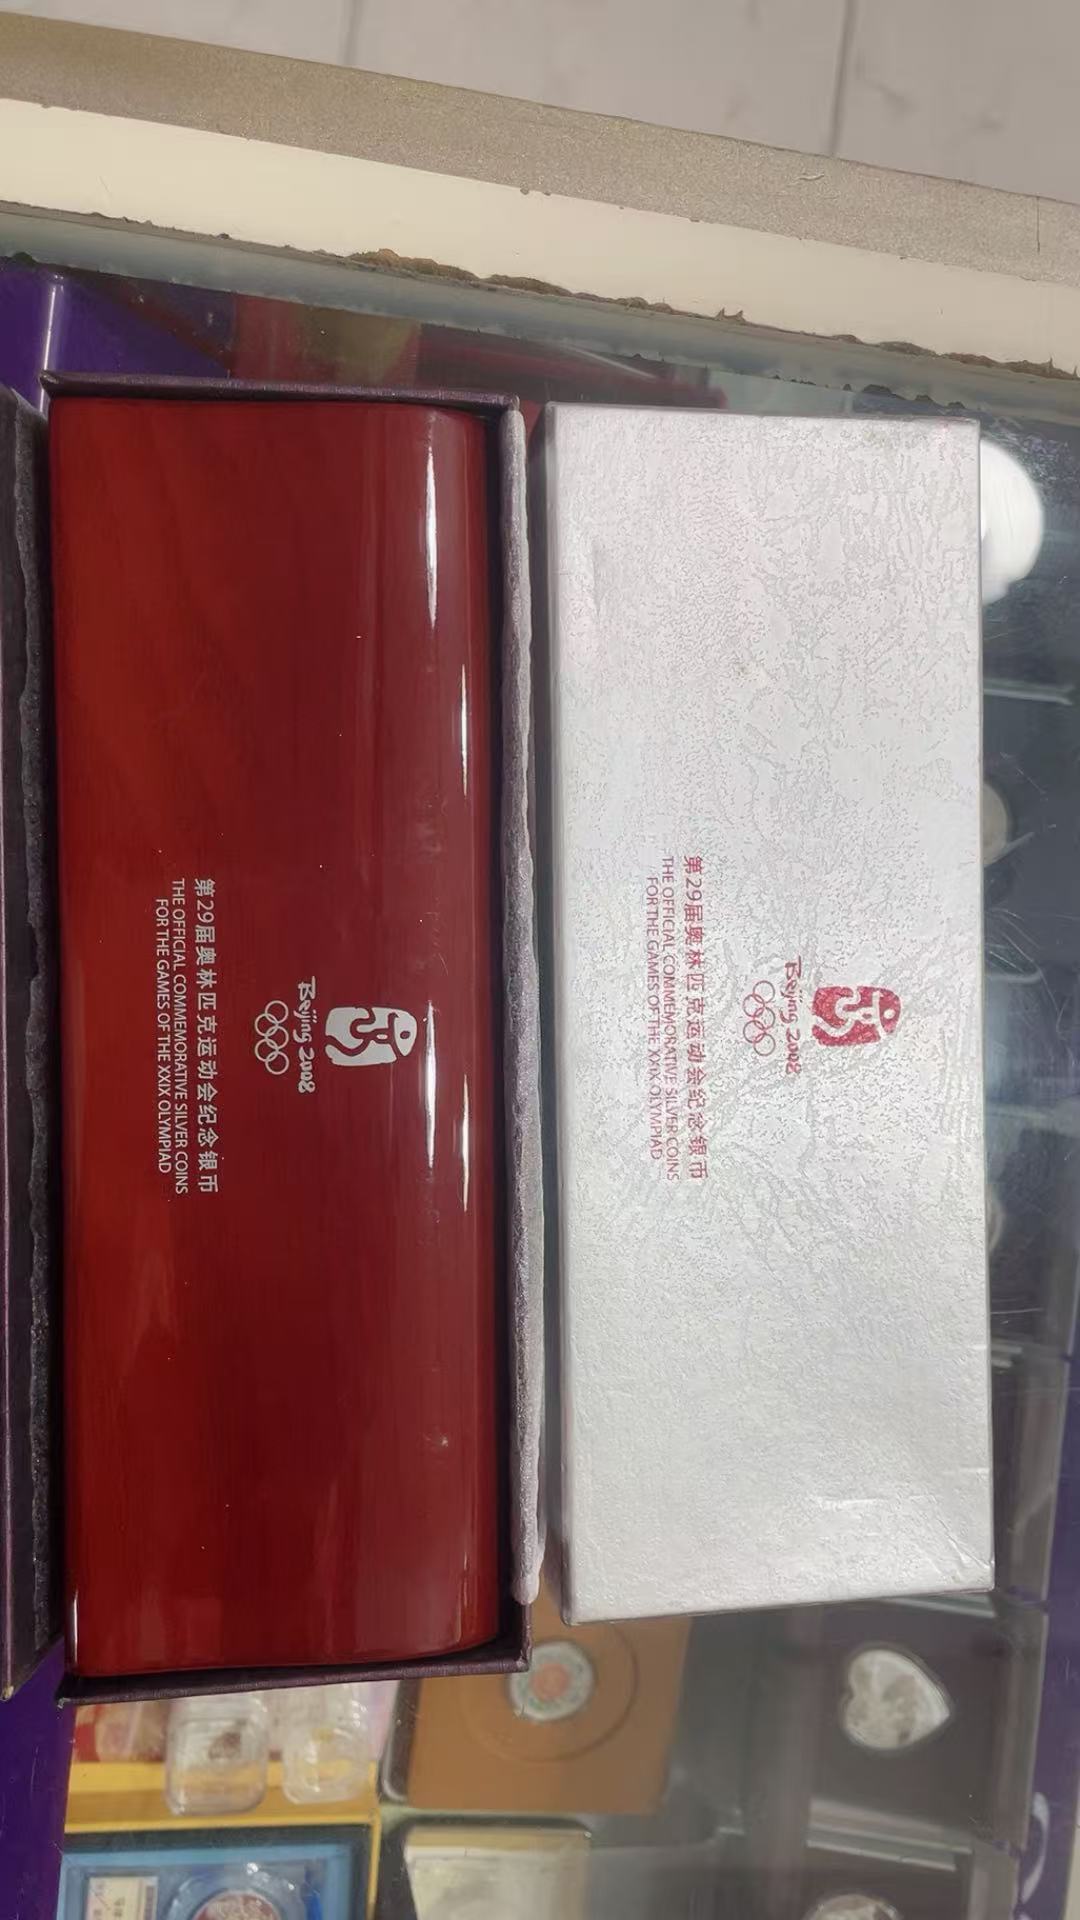 Beijing 2008
第29届奥林匹克运动会纪念银币
THE OFFICIAL COMMEMORATIVE SILVER COINS
FOR THE GAMES OF THE XXIX OLYMPIAD
Beijing 2008
第29届奥林匹克运动会纪念银币
THE OFFICIAL COMMEMORATIVE SILVER COINS
FOR THE GAMES OF THE XXIX OLYMPIAD